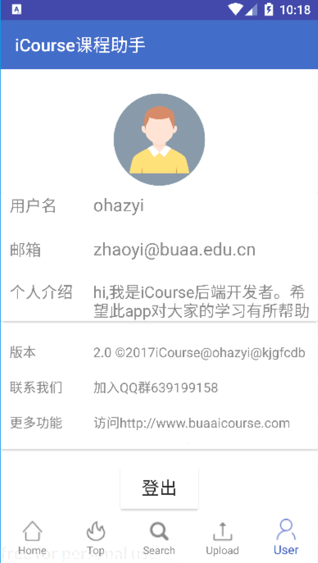 10:18
iCourse课程助手
用户名 ohazyi
邮箱 zhaoyi@buaa.edu.cn
个人介绍 hi,我是iCourse后端开发者。希
望此app对大家的学习有所帮助
版本 2.0 ©2017iCourse@ohazyi@kjgfcdb
联系我们 加入QQ群639199158
更多功能 访问http://www.buaaicourse.com
登出
Home Top Search Upload User
free for personal use